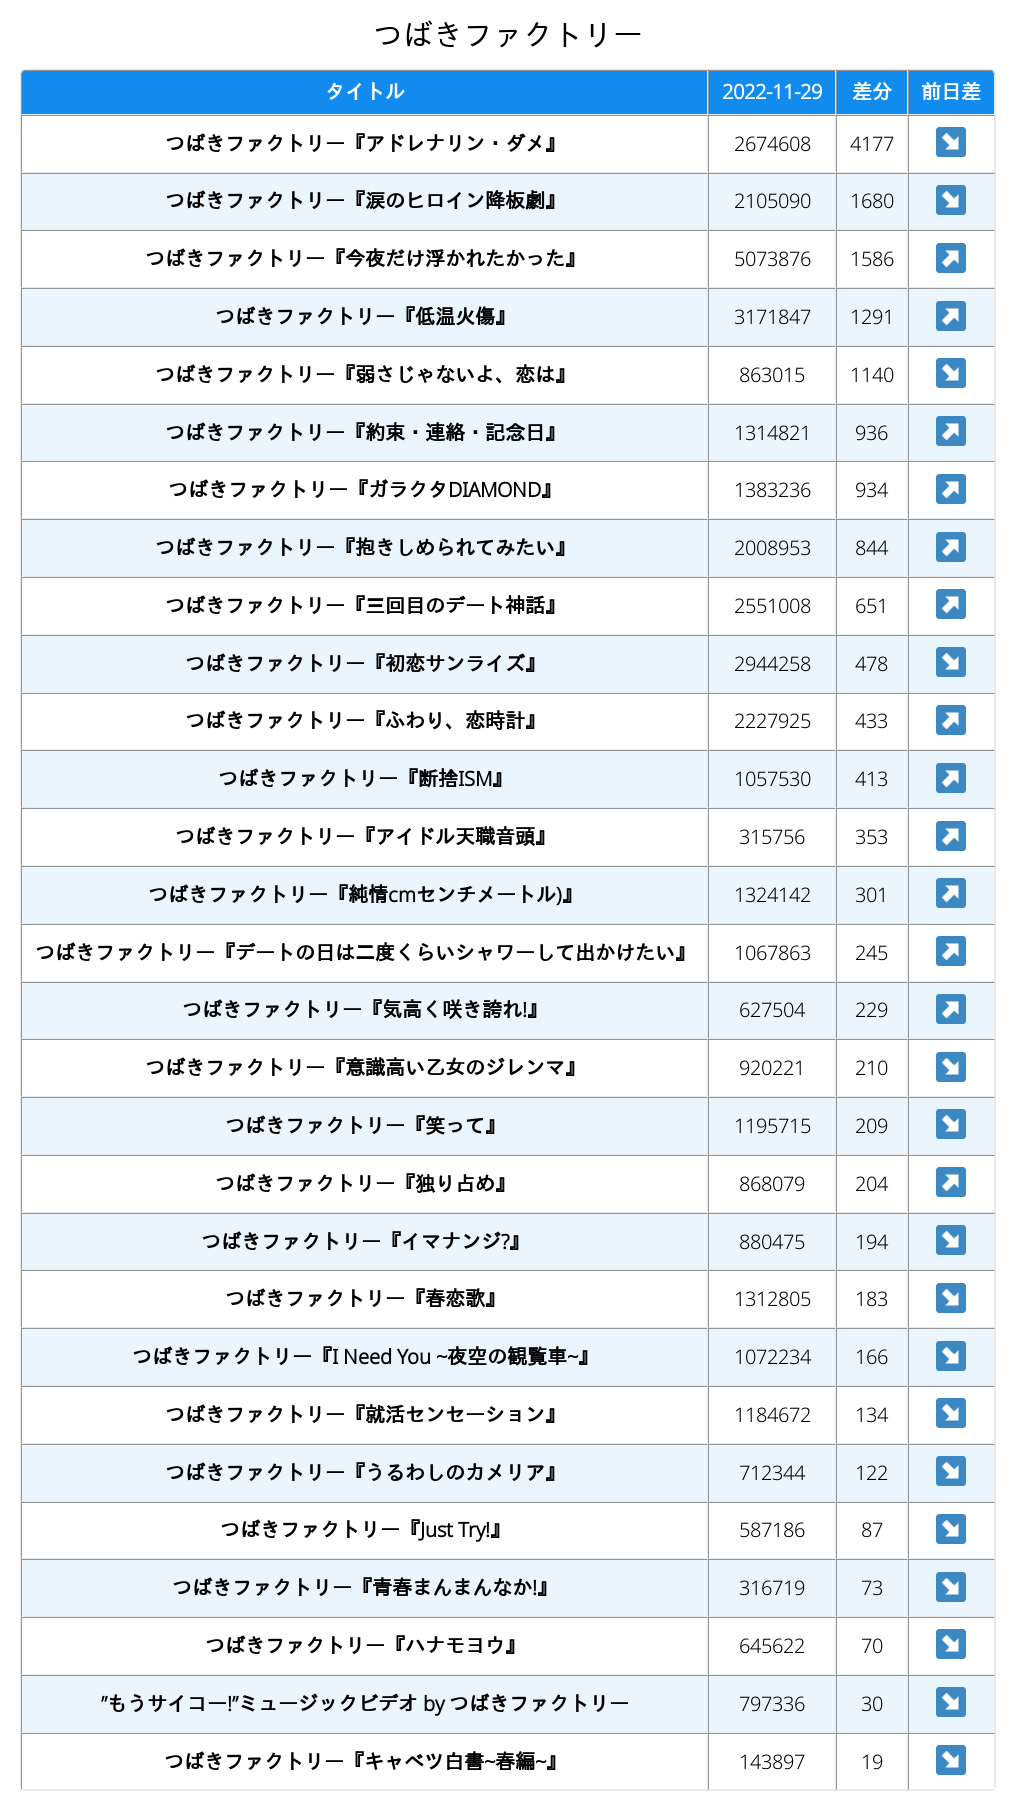 つばきファクトリー
タイトル 2022-11-29 差分 前日差
つばきファクトリー『アドレナリン・ダメ』 2674608 4177 ↘
つばきファクトリー『涙のヒロイン降板劇』 2105090 1680 ↘
つばきファクトリー『今夜だけ浮かれたかった』 5073876 1586 ↗
つばきファクトリー『低温火傷』 3171847 1291 ↗
つばきファクトリー『弱さじゃないよ、恋は』 863015 1140 ↘
つばきファクトリー『約束・連絡・記念日』 1314821 936 ↗
つばきファクトリー『ガラクタDIAMOND』 1383236 934 ↗
つばきファクトリー『抱きしめられてみたい』 2008953 844 ↗
つばきファクトリー『三回目のデート神話』 2551008 651 ↗
つばきファクトリー『初恋サンライズ』 2944258 478 ↘
つばきファクトリー『ふわり、恋時計』 2227925 433 ↗
つばきファクトリー『断捨ISM』 1057530 413 ↗
つばきファクトリー『アイドル天職音頭』 315756 353 ↗
つばきファクトリー『純情cmセンチメートル)』 1324142 301 ↗
つばきファクトリー『デートの日は二度くらいシャワーして出かけたい』 1067863 245 ↗
つばきファクトリー『気高く咲き誇れ!』 627504 229 ↗
つばきファクトリー『意識高い乙女のジレンマ』 920221 210 ↘
つばきファクトリー『笑って』 1195715 209 ↘
つばきファクトリー『独り占め』 868079 204 ↗
つばきファクトリー『イマナンジ?』 880475 194 ↘
つばきファクトリー『春恋歌』 1312805 183 ↘
つばきファクトリー『I Need You ~夜空の観覧車~』 1072234 166 ↘
つばきファクトリー『就活センセーション』 1184672 134 ↘
つばきファクトリー『うるわしのカメリア』 712344 122 ↘
つばきファクトリー『Just Try!』 587186 87 ↘
つばきファクトリー『青春まんまんなか!』 316719 73 ↘
つばきファクトリー『ハナモヨウ』 645622 70 ↘
"もうサイコー!"ミュージックビデオ by つばきファクトリー 797336 30 ↘
つばきファクトリー『キャベツ白書~春編~』 143897 19 ↘